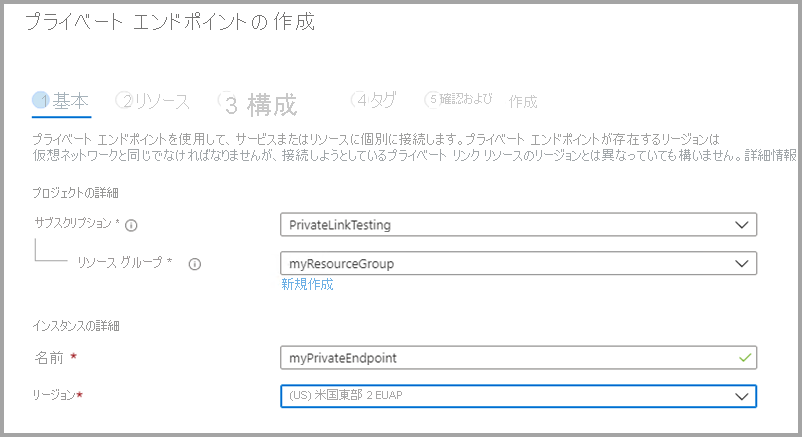 プライベート エンドポイントの作成
1 基本 2 リソース 3 構成 4 タグ 5 確認および 作成
プライベート エンドポイントを使用して、サービスまたはリソースに個別に接続します。プライベート エンドポイントが存在するリージョンは
仮想ネットワークと同じでなければなりませんが、接続しようとしているプライベート リンク リソースのリージョンとは異なっていても構いません。詳細情報
プロジェクトの詳細
サブスクリプション * PrivateLinkTesting
リソース グループ * myResourceGroup
新規作成
インスタンスの詳細
名前 * myPrivateEndpoint
リージョン* (US) 米国東部 2 EUAP